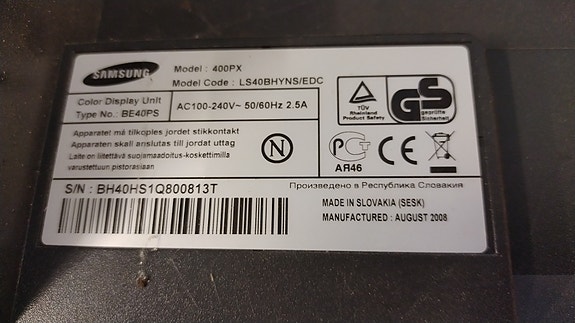 SAMSUNG
Model : 400PX
Model Code : LS40BHYNS/EDC
Color Display Unit
Type No.: BE40PS
AC100-240V~ 50/60Hz 2.5A
Apparatet må tilkoples jordet stikkontakt
Apparaten skall anslutas till jordat uttag
Laite on liitettävä suojamaadoitus-koskettimilla
varustettuun pistorasiaan
N
TÜV
Rheinland
Product Safety
GS
geprüfte
Sicherheit
РСТ
АЯ46
CE
S/N : BH40HS1Q800813T
Произведено в Республика Словакия
MADE IN SLOVAKIA (SESK)
MANUFACTURED : AUGUST 2008